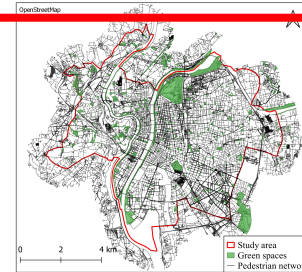 OpenStreetMap
0 2 4 km
Study area
Green spaces
Pedestrian netwo